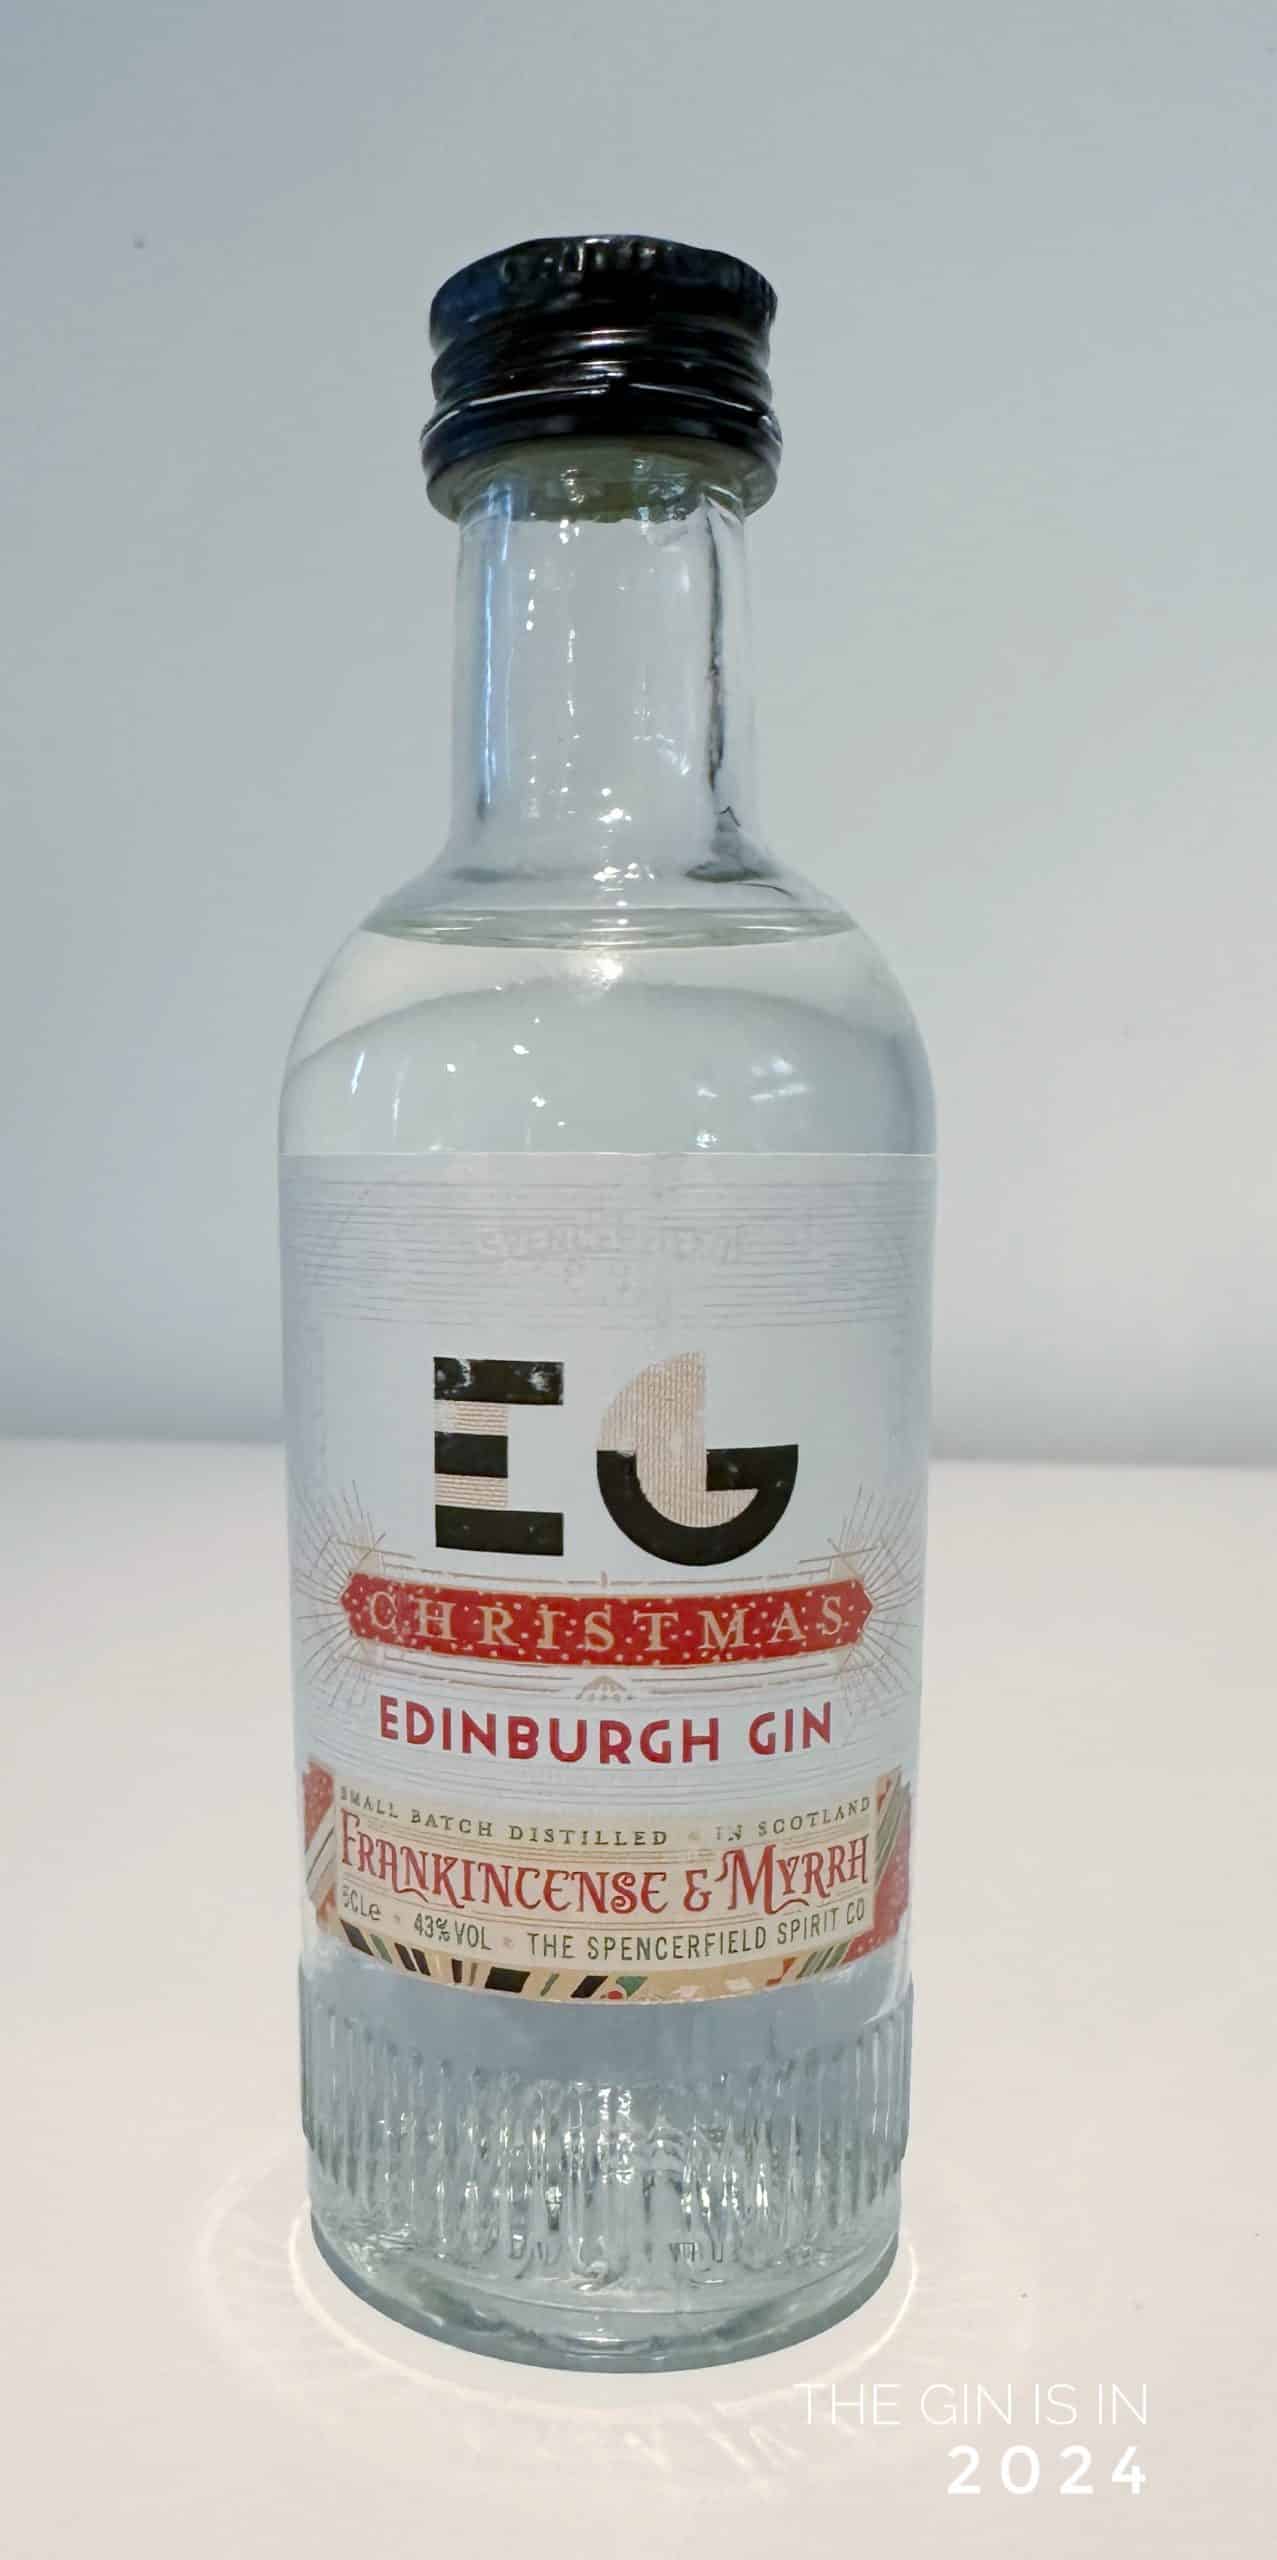 EG
CHRISTMAS
EDINBURGH GIN
SMALL BATCH DISTILLED • IN SCOTLAND
FRANKINCENSE & MYRRH
5CLe • 43%VOL • THE SPENCERFIELD SPIRIT CO
THE GIN IS IN
2024